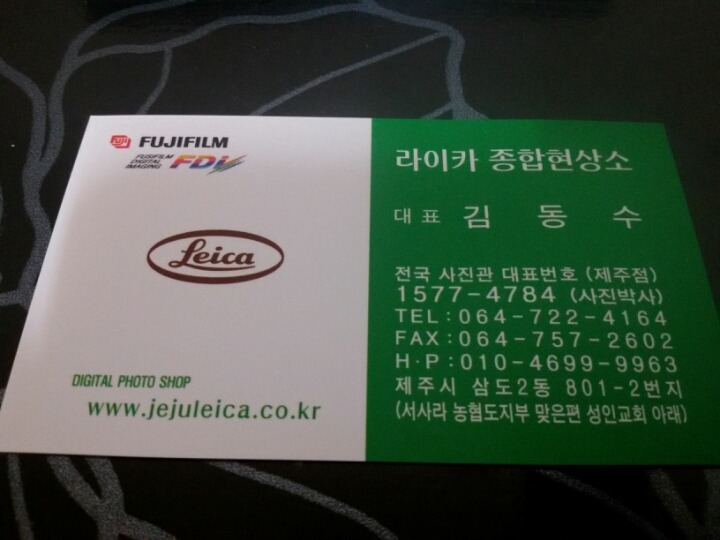 Fuji FUJIFILM
FUJIFILM
DIGITAL
IMAGING
FDi
Leica
DIGITAL PHOTO SHOP
www.jejuleica.co.kr
라이카 종합현상소
대표 김동수
전국 사진관 대표번호 (제주점)
1577-4784 (사진박사)
TEL:064-722-4164
FAX:064-757-2602
H·P:010-4699-9963
제주시 삼도2동 801-2번지
(서사라 농협도지부 맞은편 성인교회 아래)